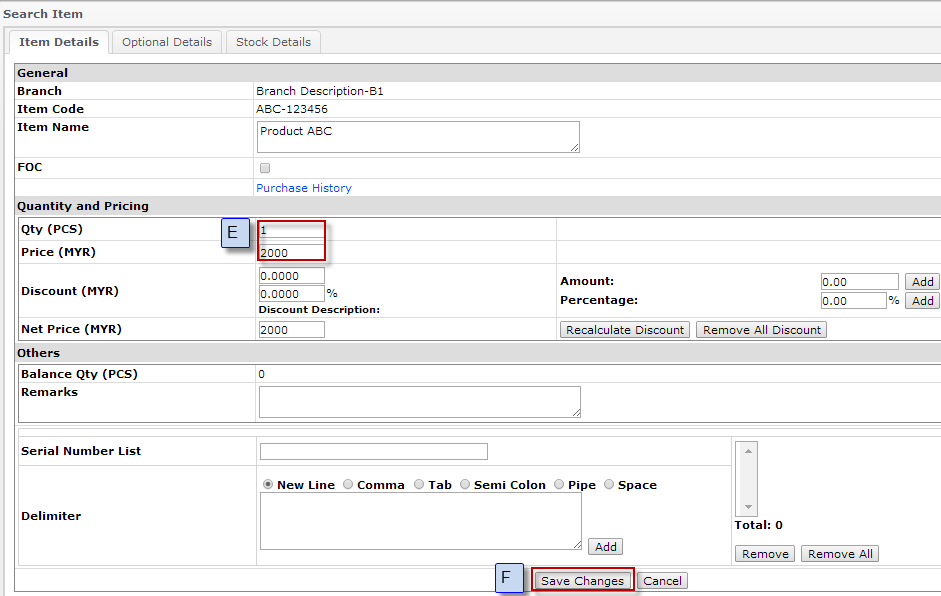 Search Item
Item Details Optional Details Stock Details
General
Branch Branch Description-B1
Item Code ABC-123456
Item Name Product ABC
FOC
Purchase History
Quantity and Pricing
Qty (PCS) E 1
Price (MYR) 2000
Discount (MYR) 0.0000
0.0000 %
Discount Description:
Amount: 0.00 Add
Percentage: 0.00 % Add
Net Price (MYR) 2000 Recalculate Discount Remove All Discount
Others
Balance Qty (PCS) 0
Remarks
Serial Number List
Delimiter
New Line Comma Tab Semi Colon Pipe Space
Add
Total: 0
Remove Remove All
F Save Changes Cancel